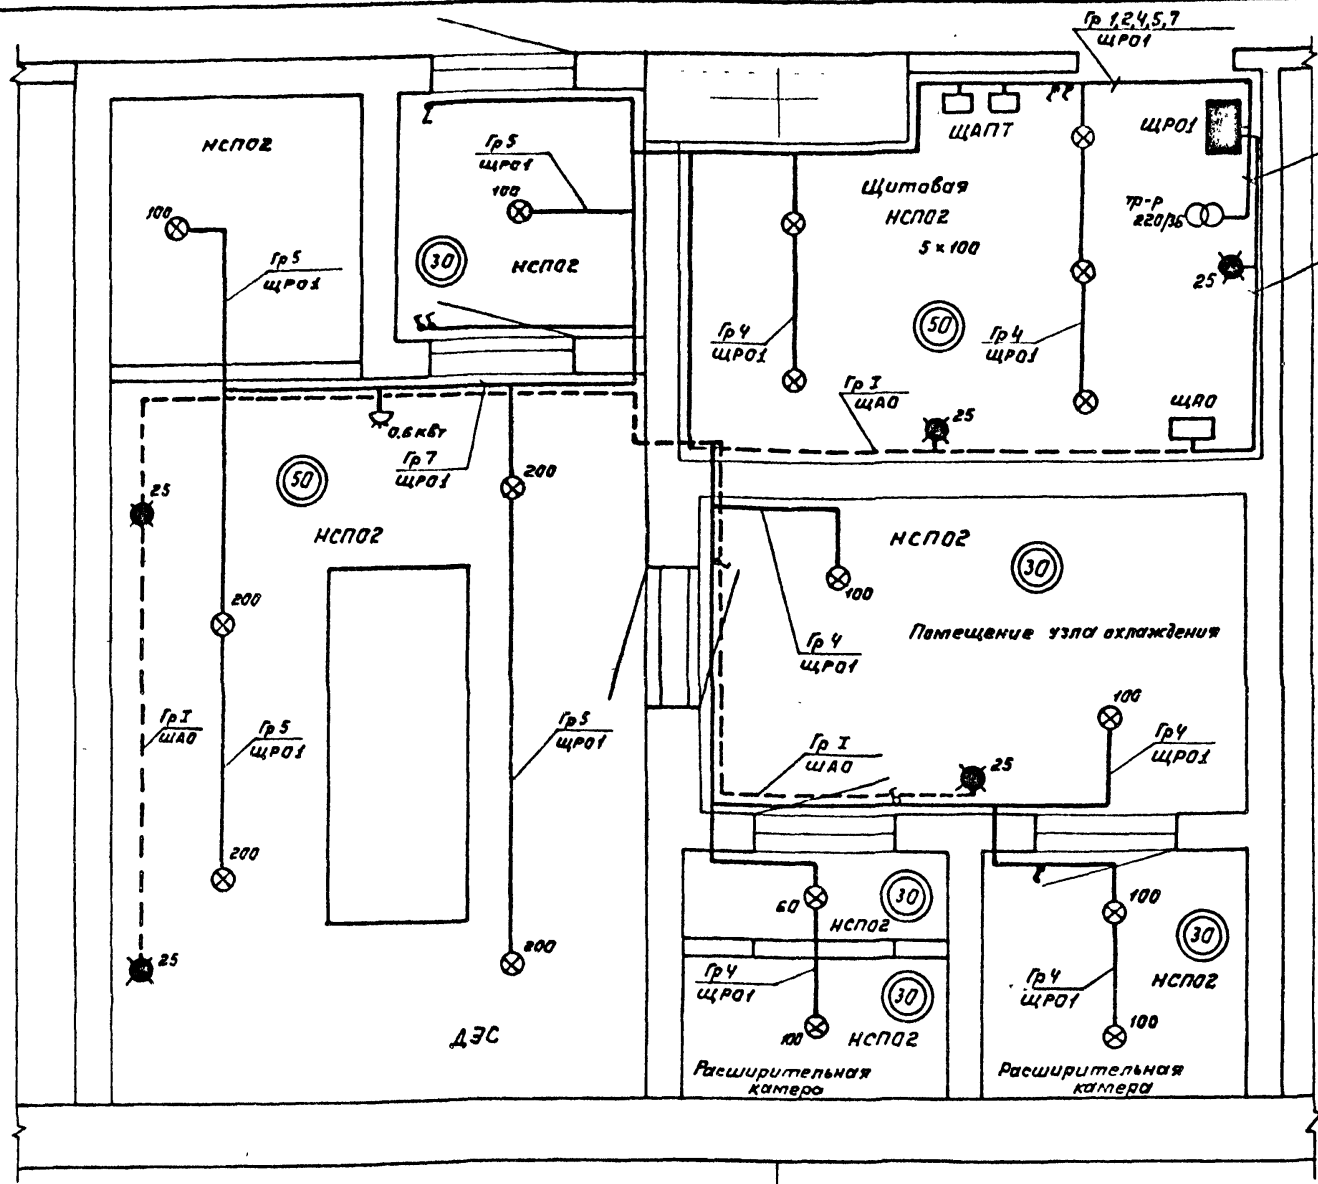 Гр 1,2,4,5,7
ЩРО1
НСП02
Гр 5
ЩРО1
100
ЩАПТ
ЩРО1
Щитовая
НСП02
5 × 100
тр-р
220/36
100
30
НСП02
25
Гр 5
ЩРО1
50
Гр 4
ЩРО1
Гр 4
ЩРО1
Гр I
ЩАО
25
ЩАО
0,6 кВт
Гр 7
ЩРО1
200
50
25
НСП02
НСП02
30
100
200
Помещение узла охлаждения
Гр 4
ЩРО1
100
Гр I
ЩАО
Гр 5
ЩРО1
Гр 5
ЩРО1
Гр 4
ЩРО1
Гр I
ЩАО
25
200
60
30
НСП02
100
30
200
25
Гр 4
ЩРО1
30
Гр 4
ЩРО1
НСП02
ДЭС
100
НСП02
100
Расширительная
камера
Расширительная
камера